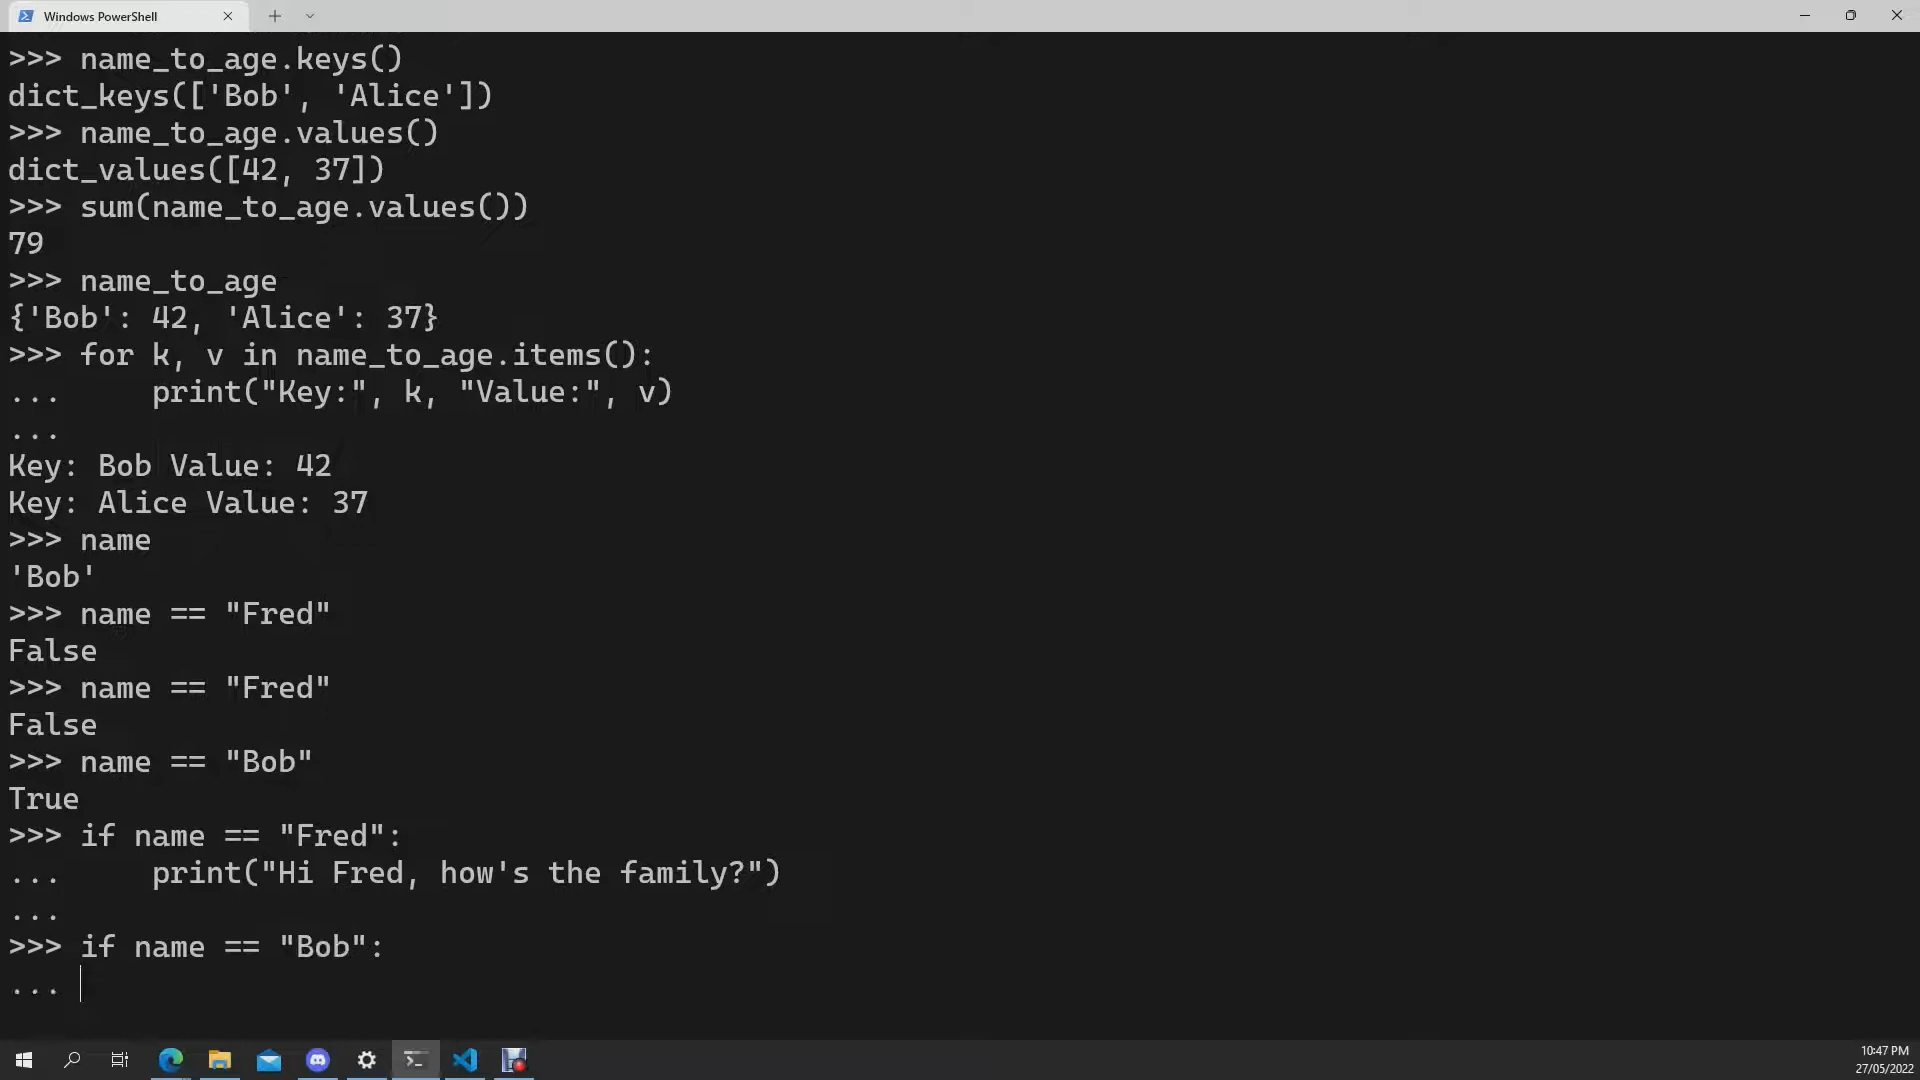 Windows PowerShell
>>> name_to_age.keys()
dict_keys(['Bob', 'Alice'])
>>> name_to_age.values()
dict_values([42, 37])
>>> sum(name_to_age.values())
79
>>> name_to_age
{'Bob': 42, 'Alice': 37}
>>> for k, v in name_to_age.items():
...     print("Key:", k, "Value:", v)
...
Key: Bob Value: 42
Key: Alice Value: 37
>>> name
'Bob'
>>> name == "Fred"
False
>>> name == "Fred"
False
>>> name == "Bob"
True
>>> if name == "Fred":
...     print("Hi Fred, how's the family?")
...
>>> if name == "Bob":
...
10:47 PM
27/05/2022